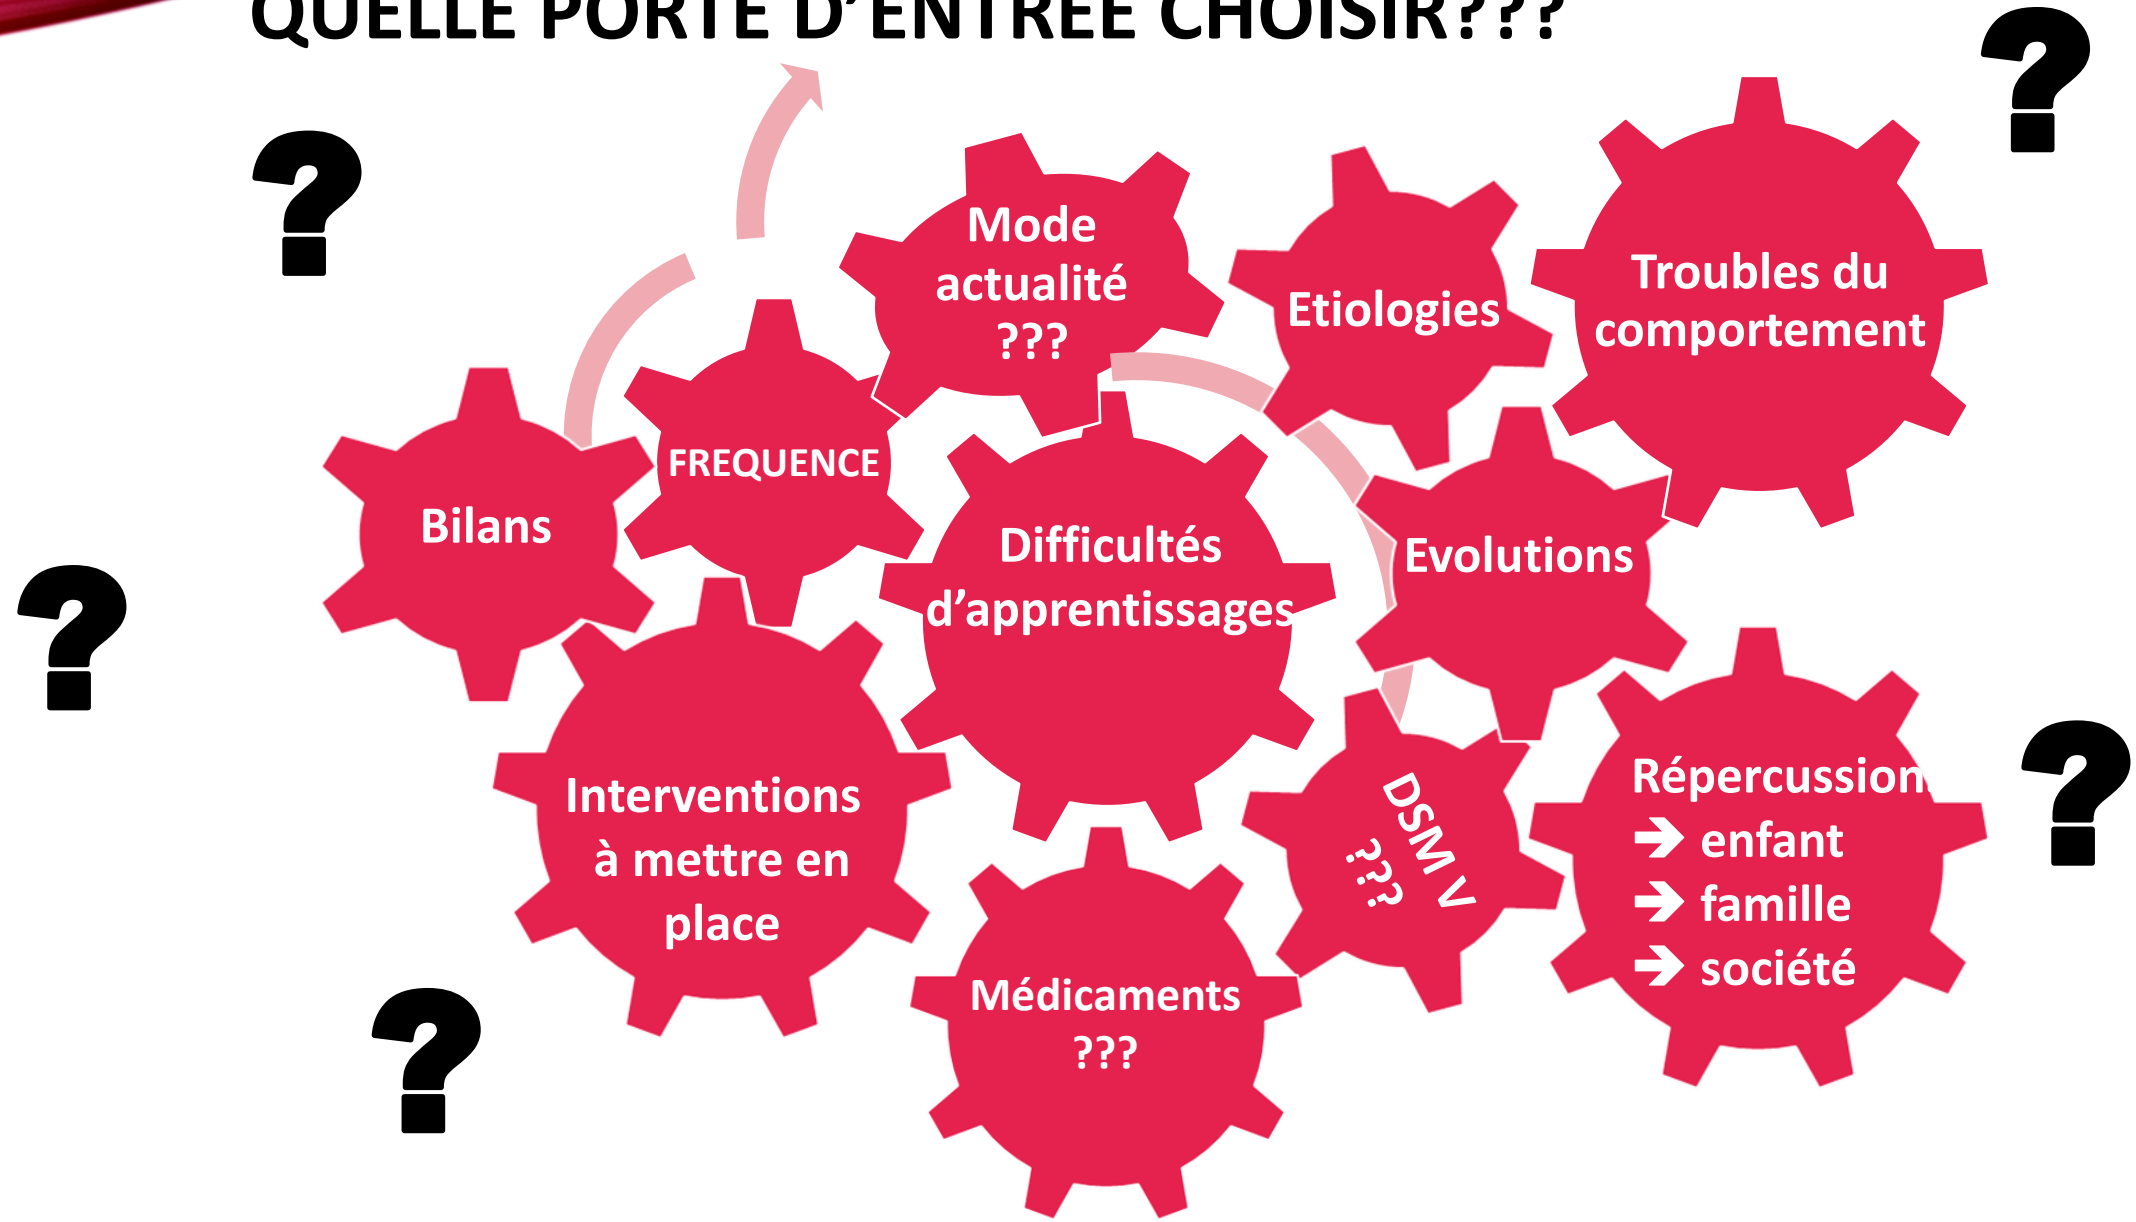 QUELLE PORTE D'ENTREE CHOISIR???
?
?
Mode
actualité
???
Etiologies
Troubles du
comportement
FREQUENCE
Bilans
Difficultés
d'apprentissages
Evolutions
?
Interventions
à mettre en
place
DSM V
???
Répercussion
➔ enfant
➔ famille
➔ société
?
Médicaments
???
?